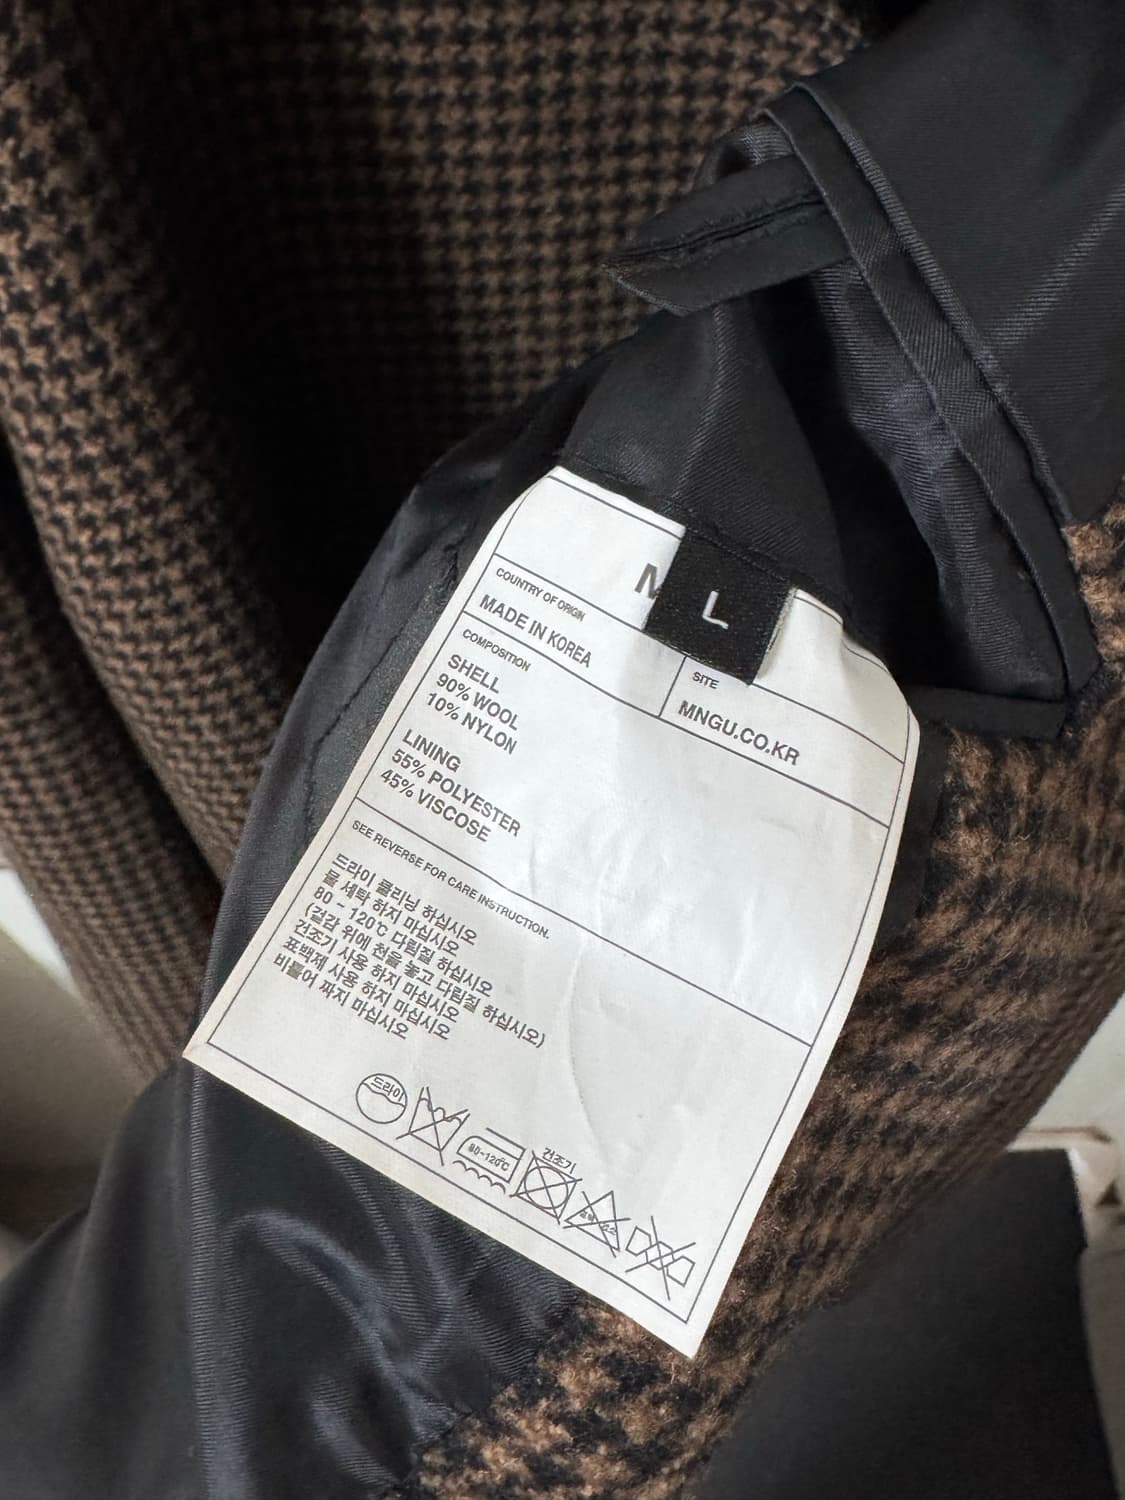 L
COUNTRY OF ORIGIN
MADE IN KOREA
SITE
MNGU.CO.KR
COMPOSITION
SHELL
90% WOOL
10% NYLON
LINING
55% POLYESTER
45% VISCOSE
SEE REVERSE FOR CARE INSTRUCTION.
드라이 클리닝 하십시오
물 세탁 하지 마십시오
80 - 120℃ 다림질 하십시오
(겉감 위에 천을 놓고 다림질 하십시오)
건조기 사용 하지 마십시오
표백제 사용 하지 마십시오
비틀어 짜지 마십시오
드라이
80~120℃
건조기